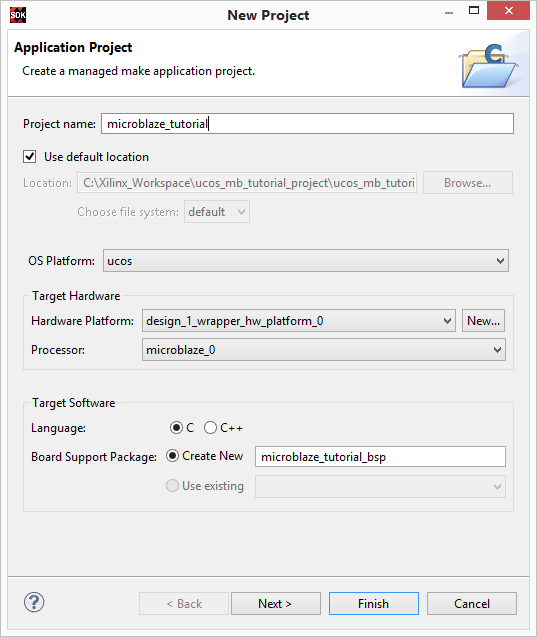 SDK
New Project
Application Project
Create a managed make application project.
C
Project name: microblaze_tutorial
Use default location
Location: C:\Xilinx_Workspace\ucos_mb_tutorial_project\ucos_mb_tutori Browse...
Choose file system: default
OS Platform: ucos
Target Hardware
Hardware Platform: design_1_wrapper_hw_platform_0 New...
Processor: microblaze_0
Target Software
Language: C C++
Board Support Package: Create New microblaze_tutorial_bsp
Use existing
? < Back Next > Finish Cancel